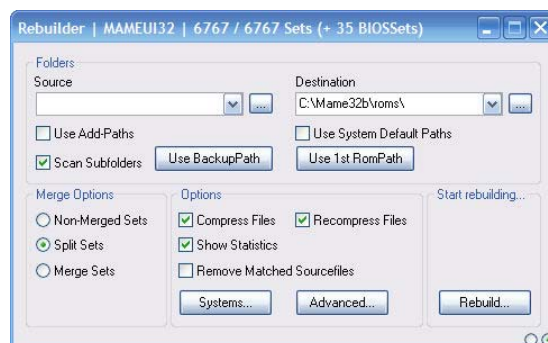 Rebuilder | MAMEUI32 | 6767 / 6767 Sets (+ 35 BIOSSets)
Folders
Source
Destination
C:\Mame32b\roms\
...
...
Use Add-Paths
Use System Default Paths
Scan Subfolders
Use BackupPath
Use 1st RomPath
Merge Options
Options
Start rebuilding...
Non-Merged Sets
Compress Files
Recompress Files
Split Sets
Show Statistics
Merge Sets
Remove Matched Sourcefiles
Systems...
Advanced...
Rebuild...